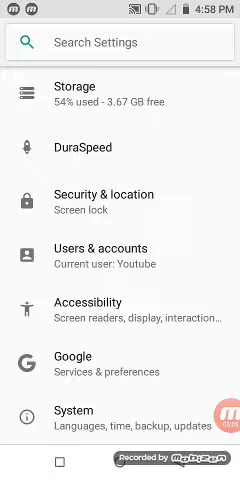 4:58 PM
Search Settings
Storage
54% used - 3.67 GB free
DuraSpeed
Security & location
Screen lock
Users & accounts
Current user: Youtube
Accessibility
Screen readers, display, interaction…
Google
Services & preferences
System
Languages, time, backup, updates
05:05
Recorded by mobizen